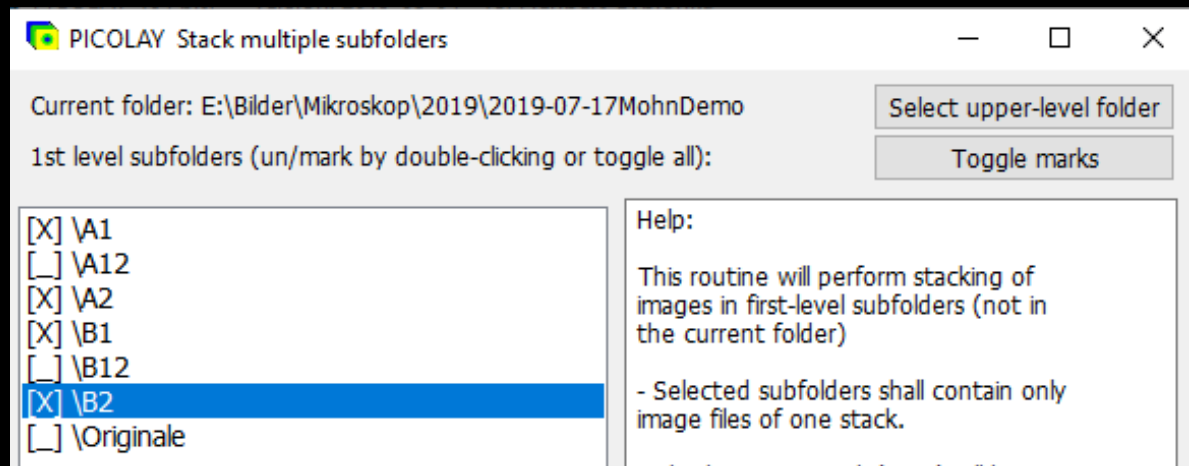 PICOLAY Stack multiple subfolders
Current folder: E:\Bilder\Mikroskop\2019\2019-07-17MohnDemo
Select upper-level folder
1st level subfolders (un/mark by double-clicking or toggle all):
Toggle marks
[X] \A1
[_] \A12
[X] \A2
[X] \B1
[_] \B12
[X] \B2
[_] \Originale
Help:
This routine will perform stacking of
images in first-level subfolders (not in
the current folder)
- Selected subfolders shall contain only
image files of one stack.